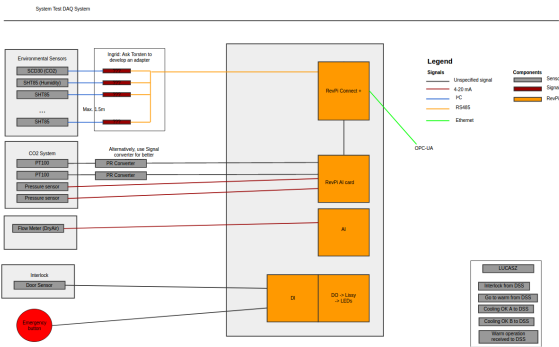 System Test DAQ System
Environmental Sensors
SCD30 (CO2)
SHT85 (Humidity)
SHT85
...
SHT85
Ingrid: Ask Torsten to
develop an adapter
Max. 1.5m
CO2 System
PT100
PT100
Pressure sensor
Pressure sensor
Alternatively, use Signal
converter for better
PR Converter
PR Converter
Flow Meter (DryAir)
Interlock
Door Sensor
Emergency
Button
RevPi Connect +
RevPi AI card
AI
DI
DO -> Lossy
-> LEDs
OPC-UA
Legend
Signals
Unspecified signal
4-20 mA
I²C
RS485
Ethernet
Components
Senso
Signal
RevPi
LUCASZ
Interlock from DSS
Go to warm from DSS
Cooling OK A to DSS
Cooling OK B to DSS
Warm operation
received to DSS